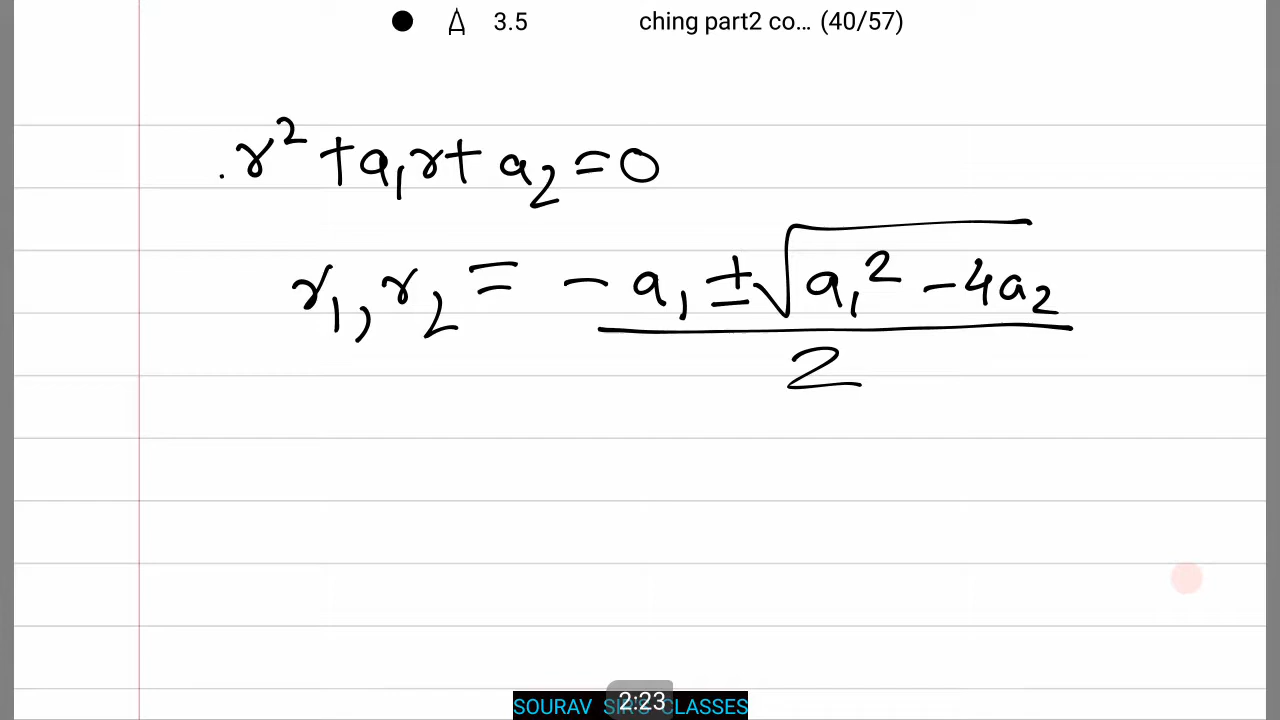 3.5 ching part2 co... (40/57)
r² + a₁r + a₂ = 0
r₁, r₂ = − a₁ ± √a₁² − 4a₂
2
2:23
SOURAV SIR'S CLASSES